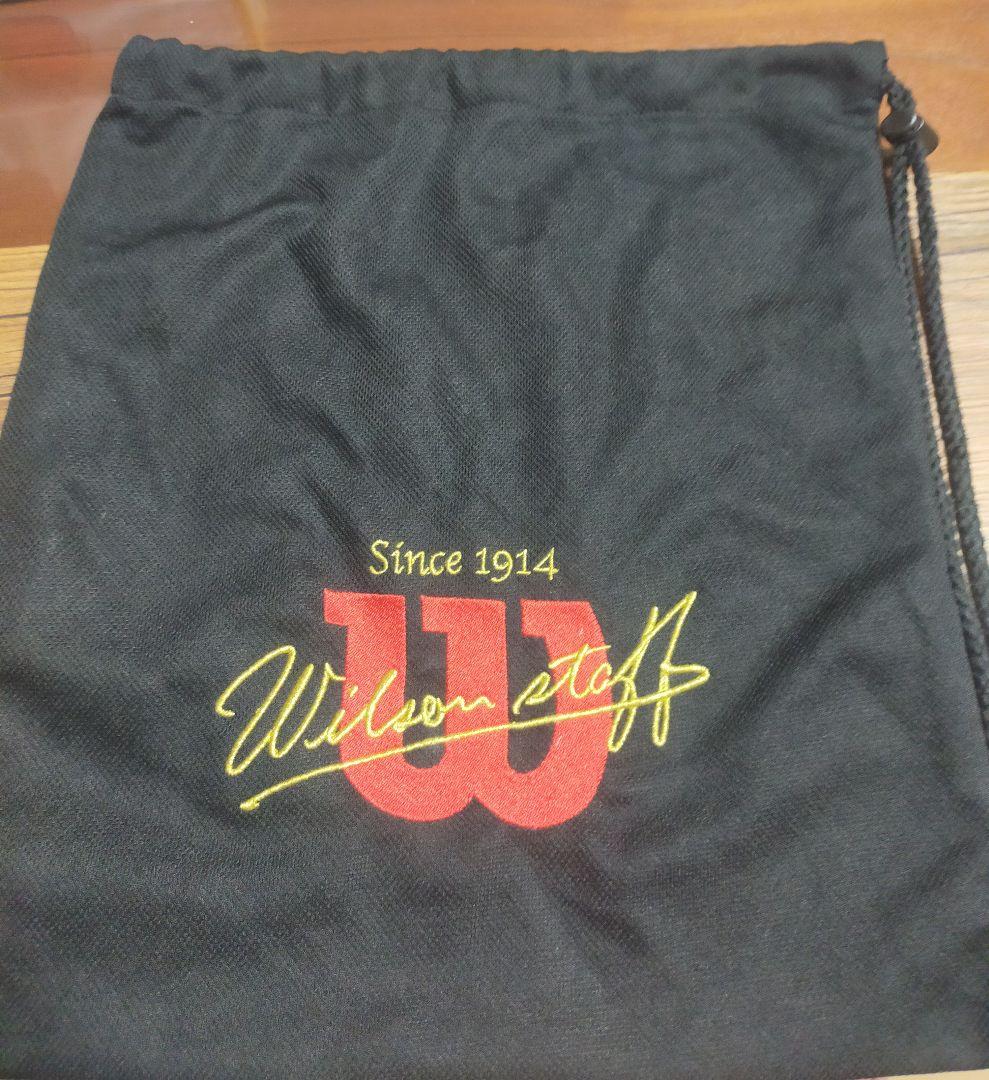 Since 1914
W
Wilson staff